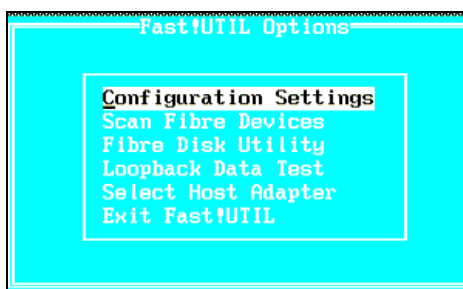 Fast!UTIL Options
Configuration Settings
Scan Fibre Devices
Fibre Disk Utility
Loopback Data Test
Select Host Adapter
Exit Fast!UTIL